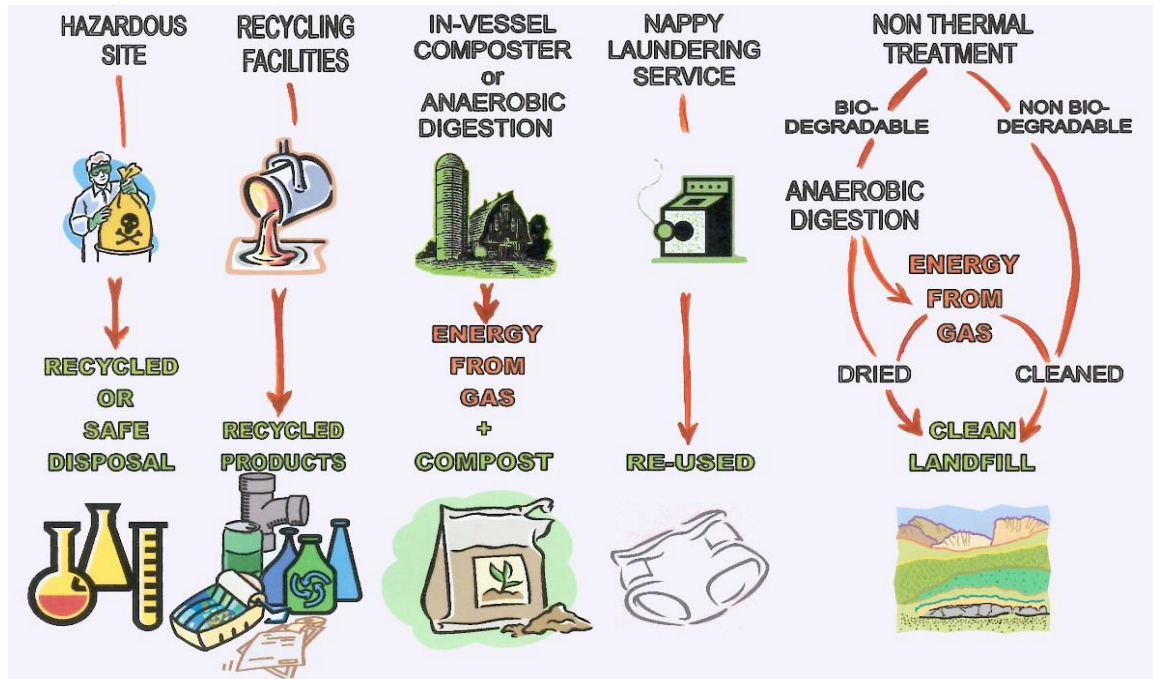 HAZARDOUS
SITE
RECYCLING
FACILITIES
IN-VESSEL
COMPOSTER
or
ANAEROBIC
DIGESTION
NAPPY
LAUNDERING
SERVICE
NON THERMAL
TREATMENT
BIO-
DEGRADABLE
NON BIO-
DEGRADABLE
ANAEROBIC
DIGESTION
ENERGY
FROM
GAS
DRIED
CLEANED
RECYCLED
OR
SAFE
DISPOSAL
RECYCLED
PRODUCTS
ENERGY
FROM
GAS
+
COMPOST
RE-USED
CLEAN
LANDFILL